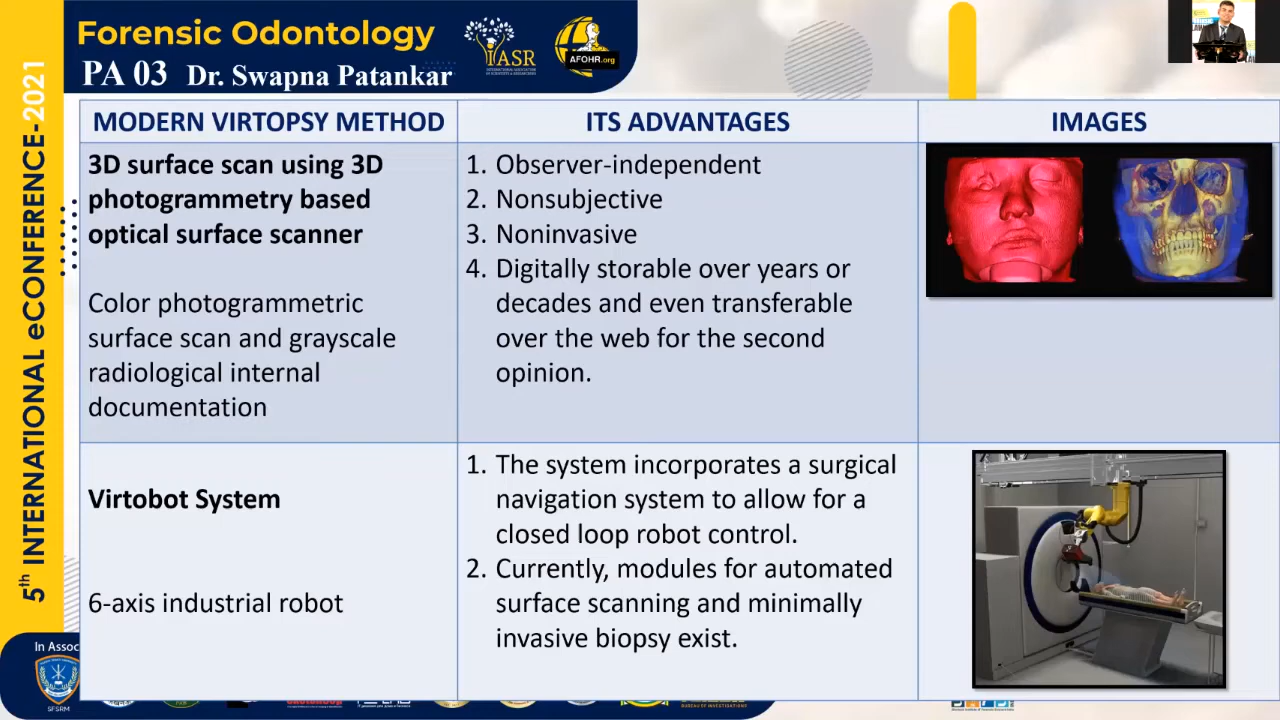 5th INTERNATIONAL eCONFERENCE-2021
Forensic Odontology
PA 03 Dr. Swapna Patankar
IASR
AFOHR.org
MODERN VIRTOPSY METHOD
ITS ADVANTAGES
IMAGES
3D surface scan using 3D
photogrammetry based
optical surface scanner
Color photogrammetric
surface scan and grayscale
radiological internal
documentation
1. Observer-independent
2. Nonsubjective
3. Noninvasive
4. Digitally storable over years or
decades and even transferable
over the web for the second
opinion.
Virtobot System
6-axis industrial robot
1. The system incorporates a surgical
navigation system to allow for a
closed loop robot control.
2. Currently, modules for automated
surface scanning and minimally
invasive biopsy exist.
In Assoc
SFSRM
BUREAU OF INVESTIGATIONS